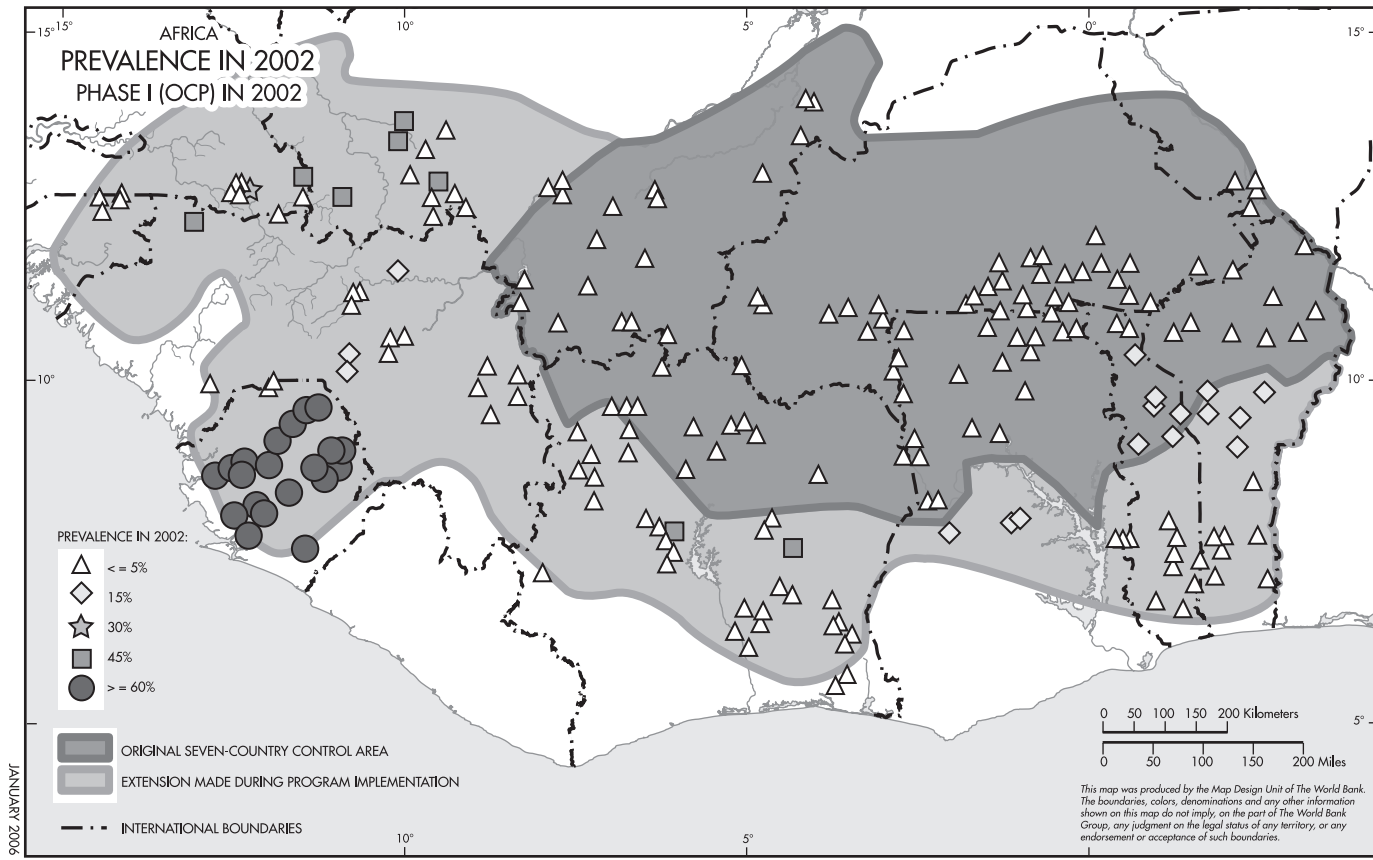 15° 15° 10° 5° 0° 15°
AFRICA
PREVALENCE IN 2002
PHASE I (OCP) IN 2002
10° 10°
PREVALENCE IN 2002:
< = 5%
15%
30%
45%
> = 60%
5°
ORIGINAL SEVEN-COUNTRY CONTROL AREA
EXTENSION MADE DURING PROGRAM IMPLEMENTATION
INTERNATIONAL BOUNDARIES
0 50 100 150 200 Kilometers
0 50 100 150 200 Miles
This map was produced by the Map Design Unit of The World Bank.
The boundaries, colors, denominations and any other information
shown on this map do not imply, on the part of The World Bank
Group, any judgment on the legal status of any territory, or any
endorsement or acceptance of such boundaries.
10° 5° 0°
JANUARY 2006